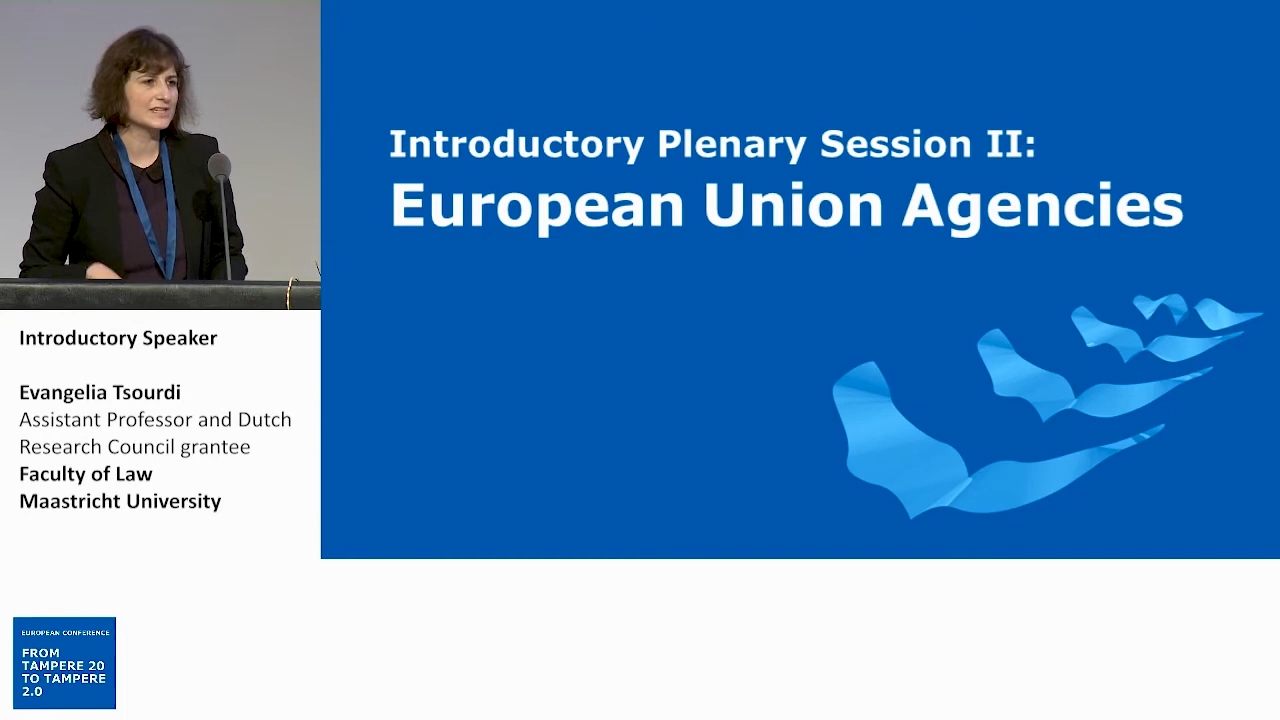 Introductory Plenary Session II:
European Union Agencies
Introductory Speaker
Evangelia Tsourdi
Assistant Professor and Dutch
Research Council grantee
Faculty of Law
Maastricht University
EUROPEAN CONFERENCE
FROM
TAMPERE 20
TO TAMPERE
2.0